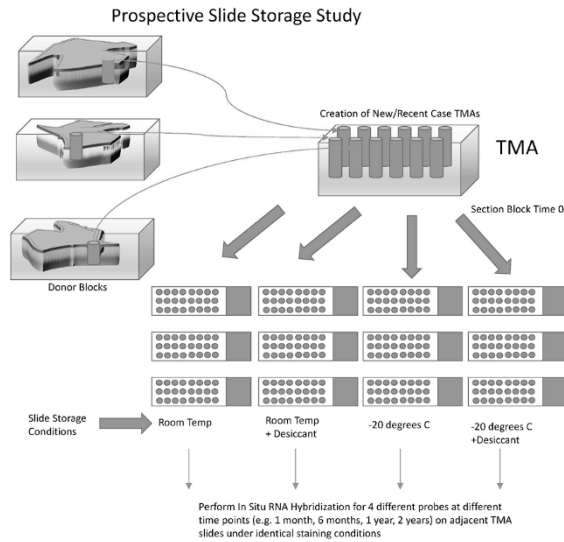 Prospective Slide Storage Study
Creation of New/Recent Case TMAs
TMA
Section Block Time 0
Donor Blocks
Slide Storage
Conditions
Room Temp
Room Temp
+ Desiccant
-20 degrees C
-20 degrees C
+Desiccant
Perform In Situ RNA Hybridization for 4 different probes at different
time points (e.g. 1 month, 6 months, 1 year, 2 years) on adjacent TMA
slides under identical staining conditions